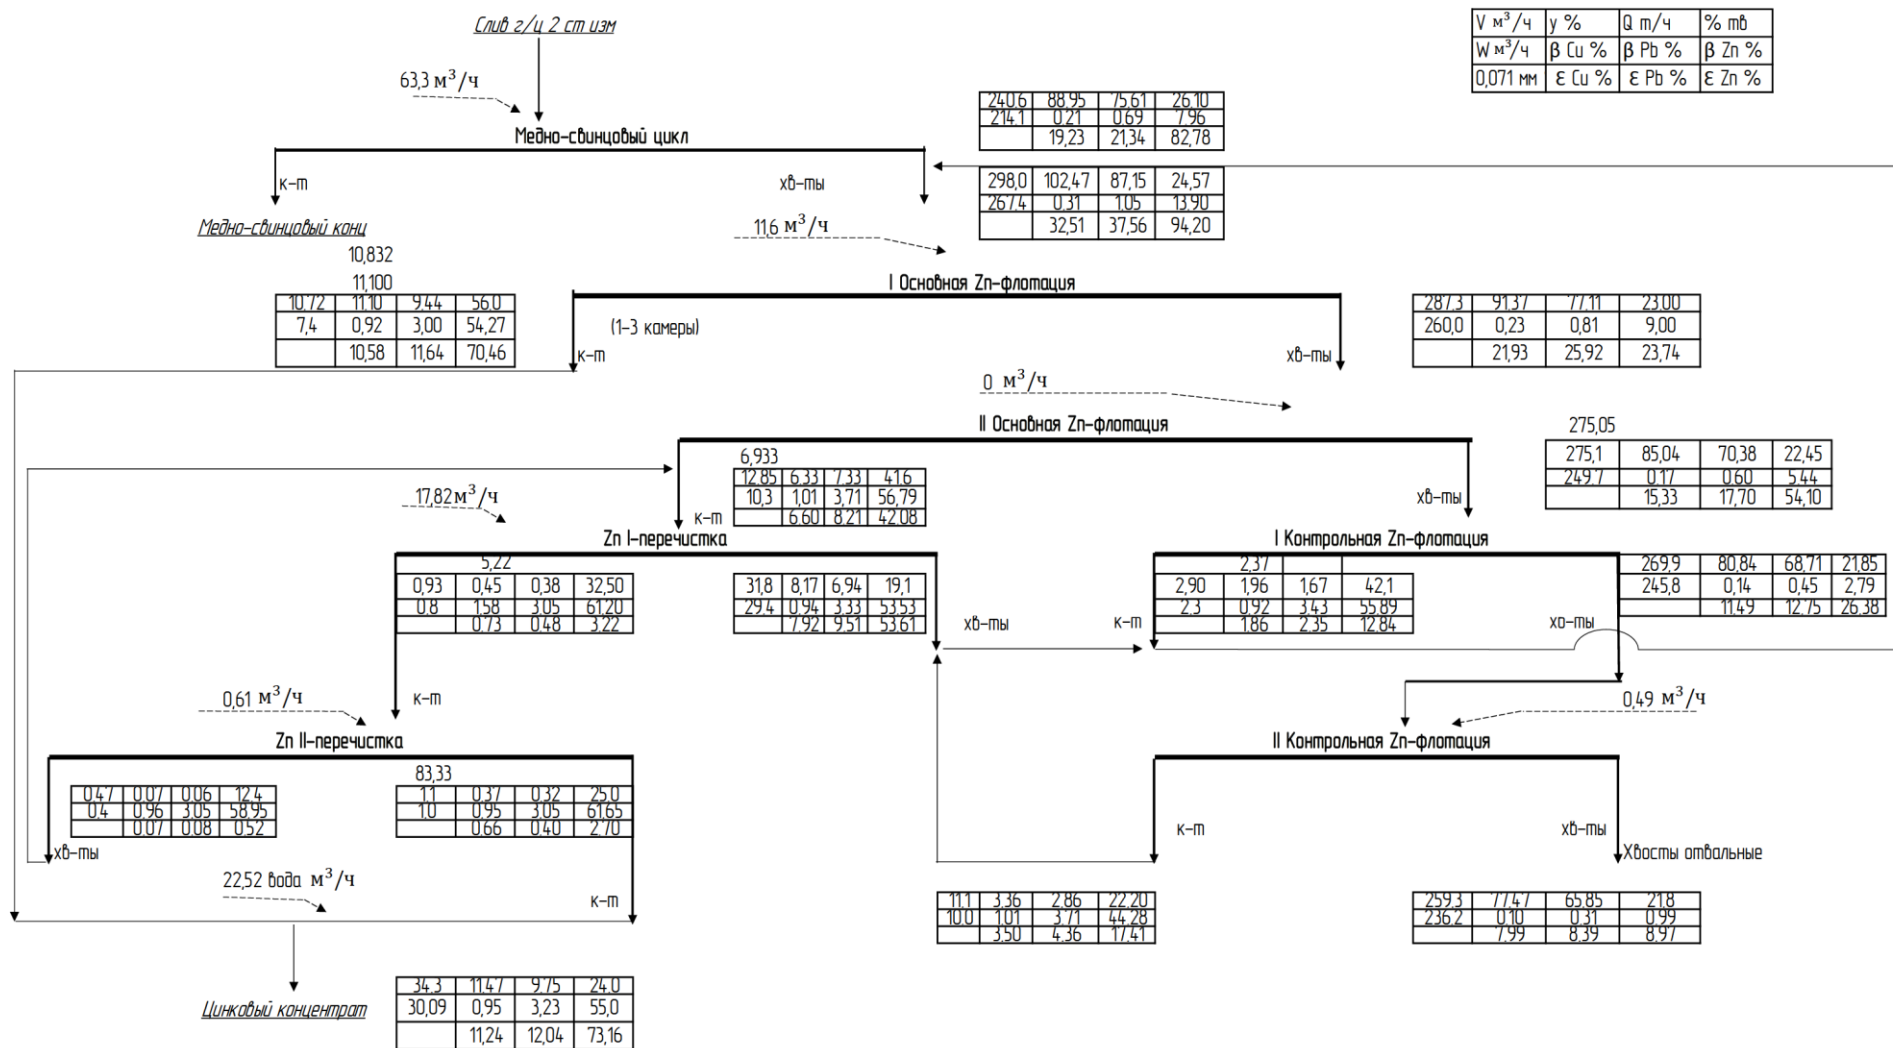 Слив г/ц 2 ст изм
V м³/ч y % Q т/ч % тв
W м³/ч β Cu % β Pb % β Zn %
0,071 мм ε Cu % ε Pb % ε Zn %
63,3 м³/ч
240,6 88,95 75,61 26,10
214,1 0,21 0,69 7,96
19,23 21,34 82,78
Медно-свинцовый цикл
к-т
хв-ты
298,0 102,47 87,15 24,57
267,4 0,31 1,05 13,90
32,51 37,56 94,20
Медно-свинцовый конц
11,6 м³/ч
10,832
11,100
10,72 11,10 9,44 56,0
7,4 0,92 3,00 54,27
10,58 11,64 70,46
I Основная Zn-флотация
(1-3 камеры)
к-т
хв-ты
287,3 91,37 77,11 23,00
260,0 0,23 0,81 9,00
21,93 25,92 23,74
0 м³/ч
II Основная Zn-флотация
275,05
275,1 85,04 70,38 22,45
249,7 0,17 0,60 5,44
15,33 17,70 54,10
6,933
12,85 6,33 7,33 41,6
10,3 1,01 3,71 56,79
6,60 8,21 42,08
17,82 м³/ч
к-т
хв-ты
Zn I-перечистка
I Контрольная Zn-флотация
5,22
0,93 0,45 0,38 32,50
0,8 1,58 3,05 61,20
0,73 0,48 3,22
31,8 8,17 6,94 19,1
29,4 0,94 3,33 53,53
7,92 9,51 53,61
хв-ты
к-т
2,37
2,90 1,96 1,67 42,1
2,3 0,92 3,43 55,89
1,86 2,35 12,84
хо-ты
269,9 80,84 68,71 21,85
245,8 0,14 0,45 2,79
11,49 12,75 26,38
к-т
0,61 м³/ч
0,49 м³/ч
Zn II-перечистка
II Контрольная Zn-флотация
83,33
0,47 0,07 0,06 12,4
0,4 0,96 3,05 58,95
0,07 0,08 0,52
1,1 0,37 0,32 25,0
1,0 0,95 3,05 61,65
0,66 0,40 2,70
хв-ты
к-т
хв-ты
Хвосты отвальные
22,52 вода м³/ч
к-т
11,1 3,36 2,86 22,20
10,0 1,01 3,71 44,28
3,50 4,36 17,41
259,3 77,47 65,85 21,8
236,2 0,10 0,31 0,99
7,99 8,39 8,97
Цинковый концентрат
34,3 11,47 9,75 24,0
30,09 0,95 3,23 55,0
11,24 12,04 73,16